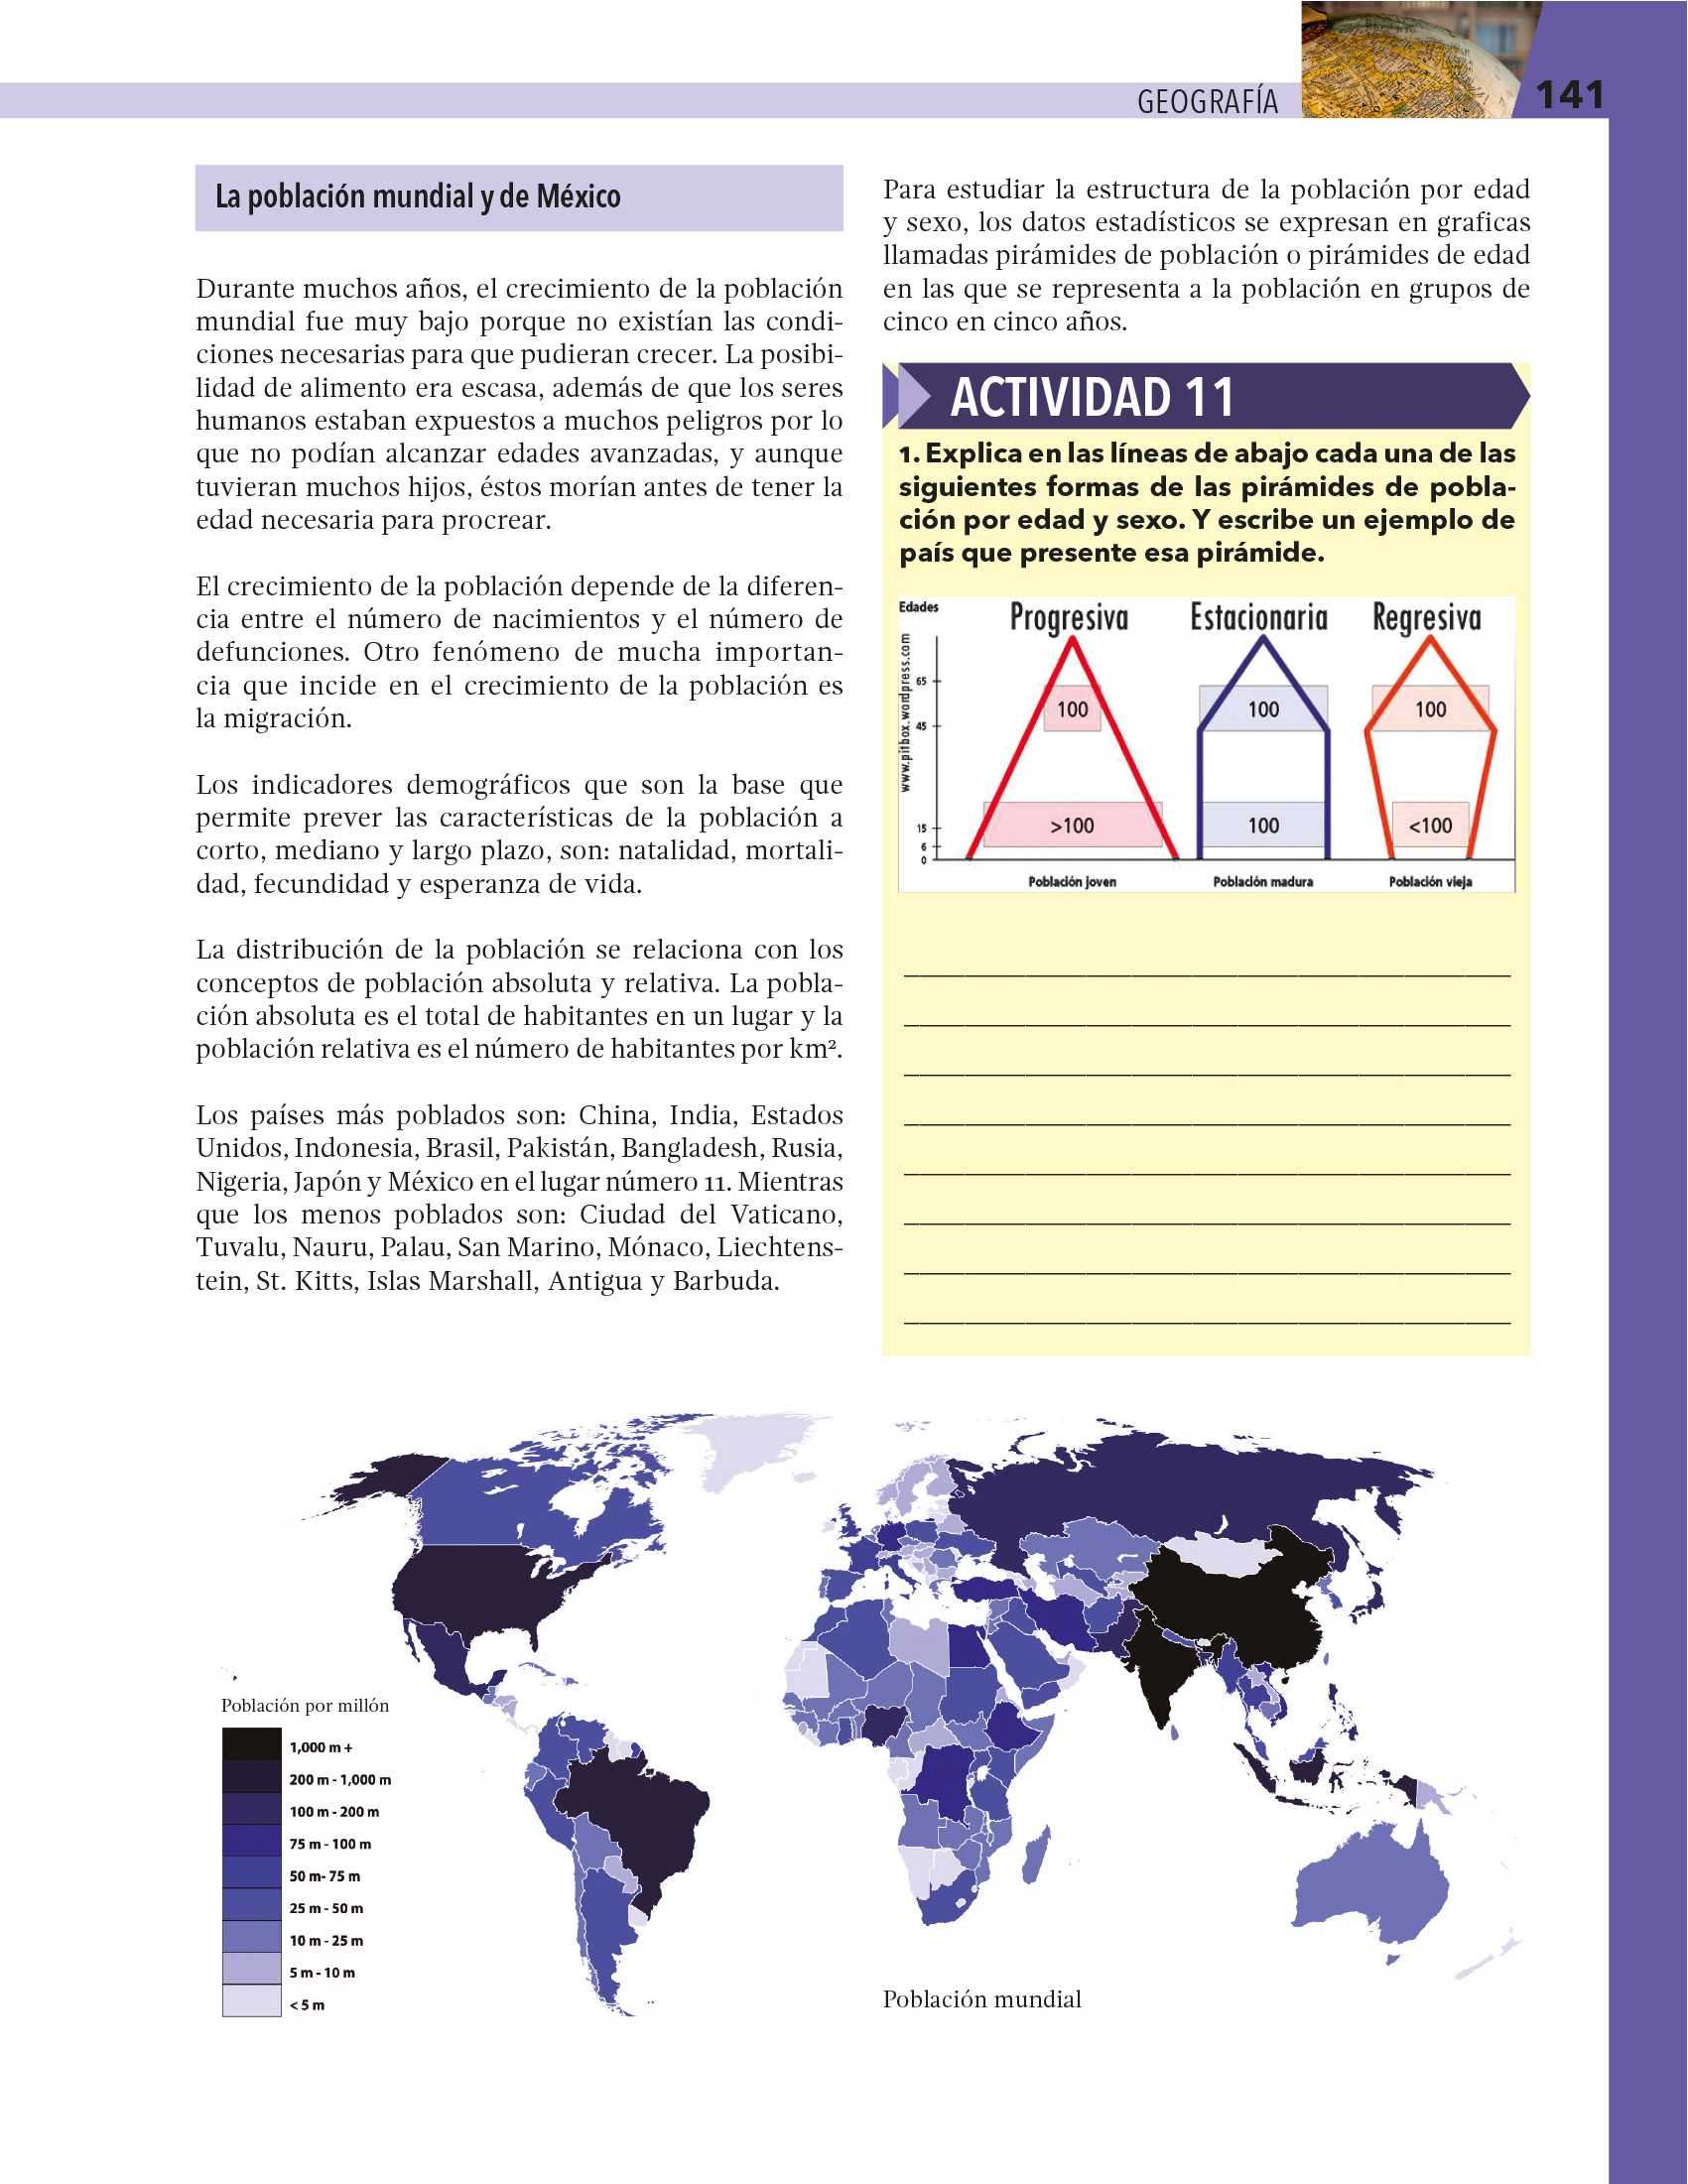 GEOGRAFÍA
141
La población mundial y de México
Durante muchos años, el crecimiento de la población
mundial fue muy bajo porque no existían las condi-
ciones necesarias para que pudieran crecer. La posibi-
lidad de alimento era escasa, además de que los seres
humanos estaban expuestos a muchos peligros por lo
que no podían alcanzar edades avanzadas, y aunque
tuvieran muchos hijos, éstos morían antes de tener la
edad necesaria para procrear.
El crecimiento de la población depende de la diferen-
cia entre el número de nacimientos y el número de
defunciones. Otro fenómeno de mucha importan-
cia que incide en el crecimiento de la población es
la migración.
Los indicadores demográficos que son la base que
permite prever las características de la población a
corto, mediano y largo plazo, son: natalidad, mortali-
dad, fecundidad y esperanza de vida.
La distribución de la población se relaciona con los
conceptos de población absoluta y relativa. La pobla-
ción absoluta es el total de habitantes en un lugar y la
población relativa es el número de habitantes por km².
Los países más poblados son: China, India, Estados
Unidos, Indonesia, Brasil, Pakistán, Bangladesh, Rusia,
Nigeria, Japón y México en el lugar número 11. Mientras
que los menos poblados son: Ciudad del Vaticano,
Tuvalu, Nauru, Palau, San Marino, Mónaco, Liechtens-
tein, St. Kitts, Islas Marshall, Antigua y Barbuda.
Para estudiar la estructura de la población por edad
y sexo, los datos estadísticos se expresan en graficas
llamadas pirámides de población o pirámides de edad
en las que se representa a la población en grupos de
cinco en cinco años.
ACTIVIDAD 11
1. Explica en las líneas de abajo cada una de las
siguientes formas de las pirámides de pobla-
ción por edad y sexo. Y escribe un ejemplo de
país que presente esa pirámide.
Edades
Progresiva Estacionaria Regresiva
www.pitbox.wordpress.com
65
100 100 100
45
15
>100 100 <100
6
0
Población joven Población madura Población vieja
Población por millón
1,000 m +
200 m - 1,000 m
100 m - 200 m
75 m - 100 m
50 m- 75 m
25 m - 50 m
10 m - 25 m
5 m - 10 m
< 5 m
Población mundial